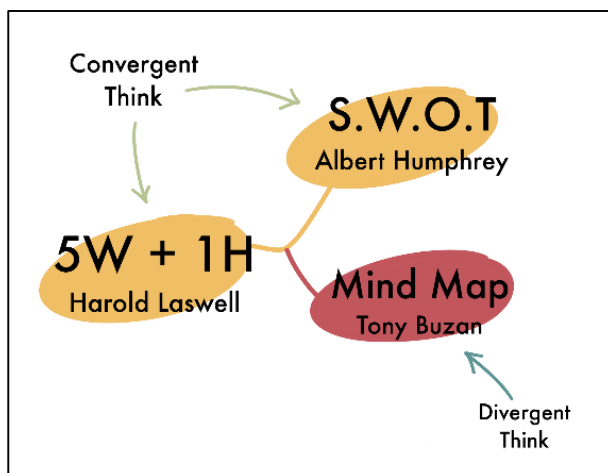 Convergent
Think
S.W.O.T
Albert Humphrey
5W + 1H
Harold Laswell
Mind Map
Tony Buzan
Divergent
Think